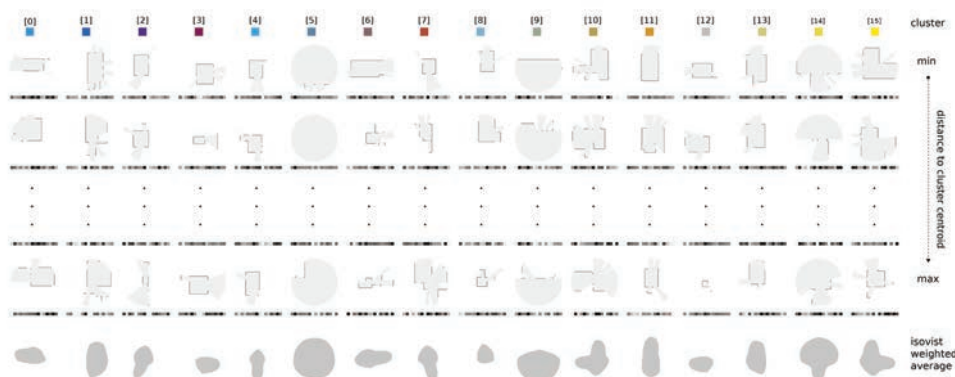 [0] [1] [2] [3] [4] [5] [6] [7] [8] [9] [10] [11] [12] [13] [14] [15] cluster
min
distance to cluster centroid
max
isovist
weighted
average